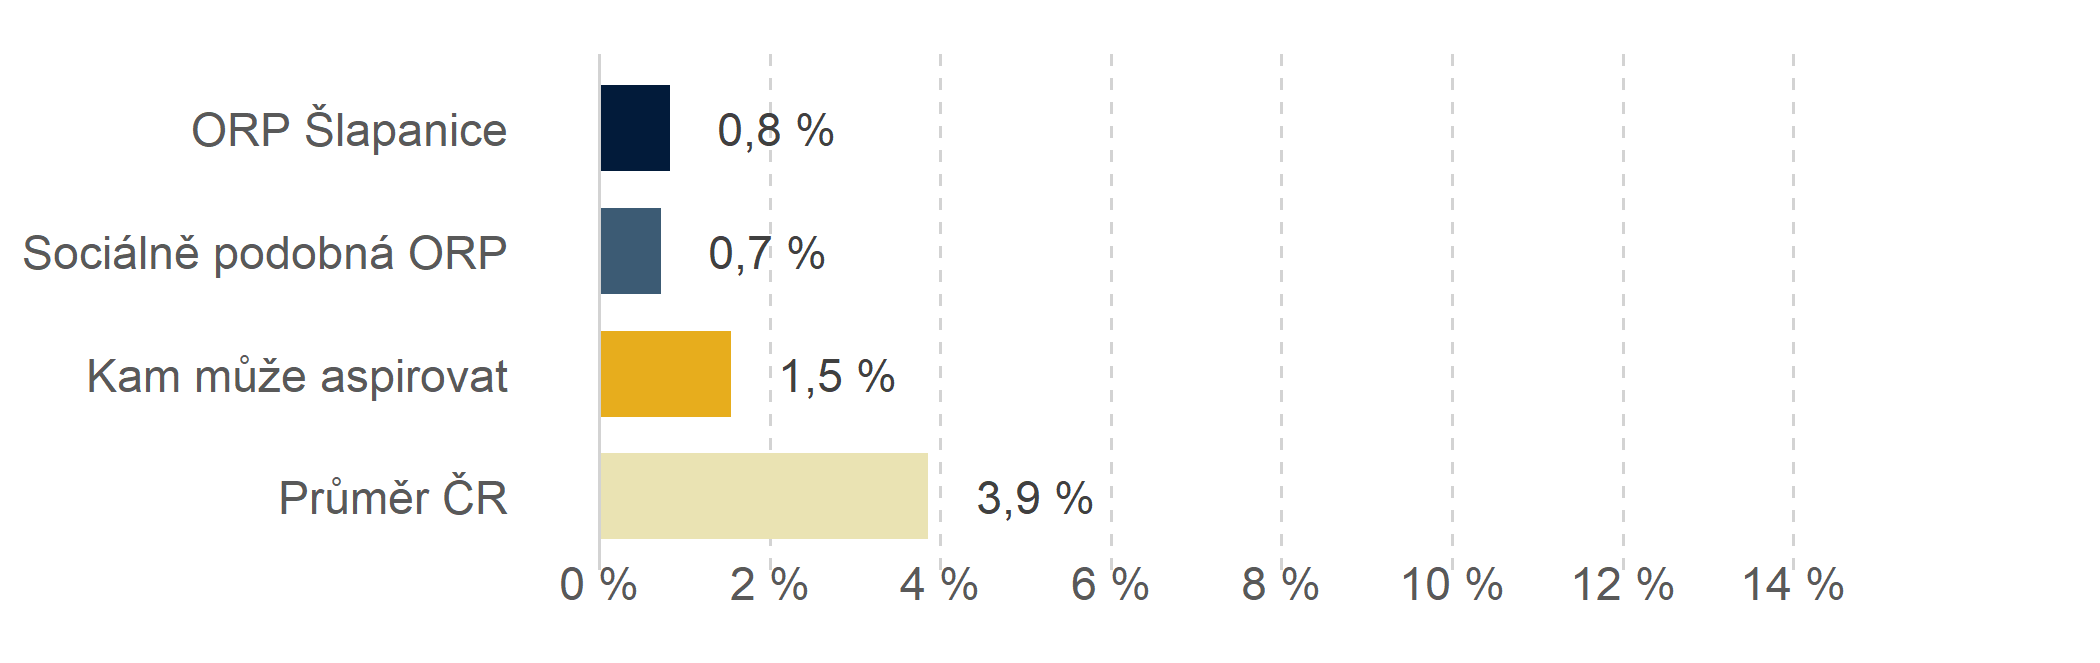 ORP Šlapanice 0,8 %
Sociálně podobná ORP 0,7 %
Kam může aspirovat 1,5 %
Průměr ČR 3,9 %
0 % 2 % 4 % 6 % 8 % 10 % 12 % 14 %